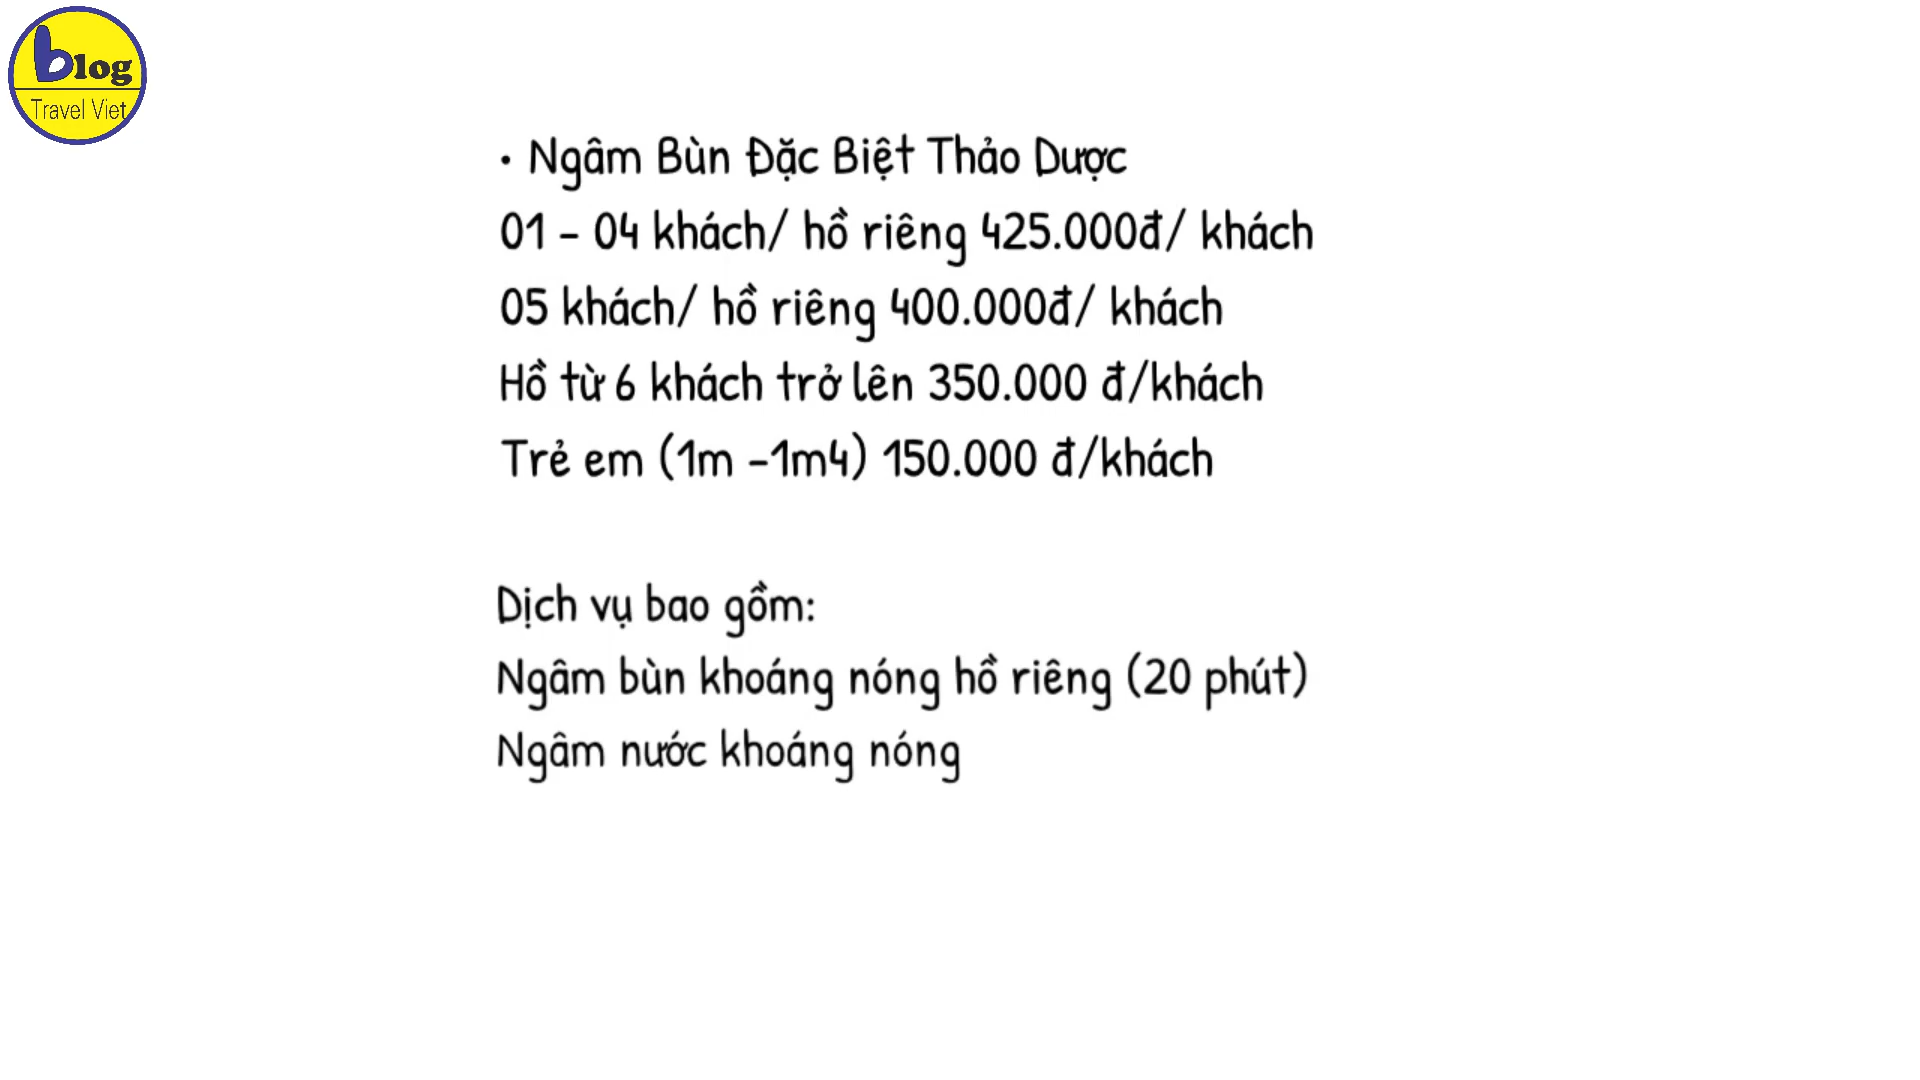 blog
Travel Viet
• Ngâm Bùn Đặc Biệt Thảo Dược
01 - 04 khách/ hồ riêng 425.000đ/ khách
05 khách/ hồ riêng 400.000đ/ khách
Hồ từ 6 khách trở lên 350.000 đ/khách
Trẻ em (1m -1m4) 150.000 đ/khách
Dịch vụ bao gồm:
Ngâm bùn khoáng nóng hồ riêng (20 phút)
Ngâm nước khoáng nóng